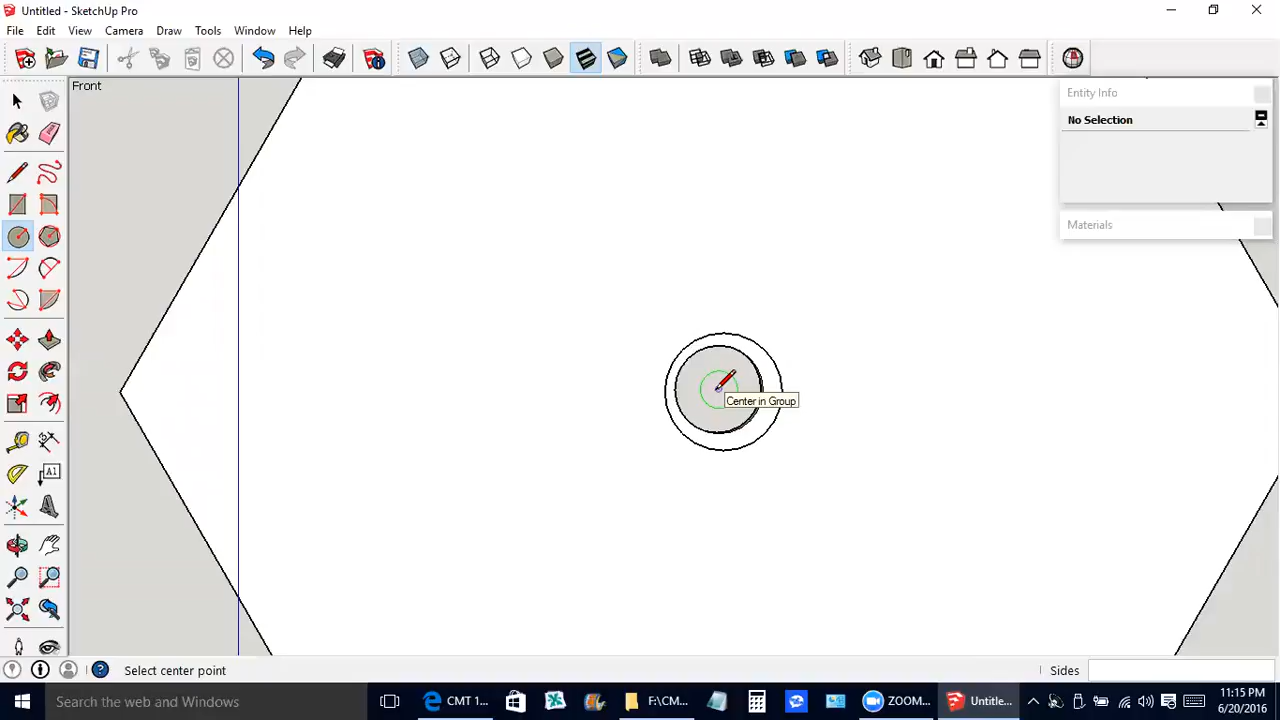 Untitled - SketchUp Pro
File Edit View Camera Draw Tools Window Help
Front
Entity Info
No Selection
Materials
A1
Center in Group
Select center point
Sides
Search the web and Windows
CMT 1...
F:\CM...
ZOOM...
Untitle...
11:15 PM
6/20/2016